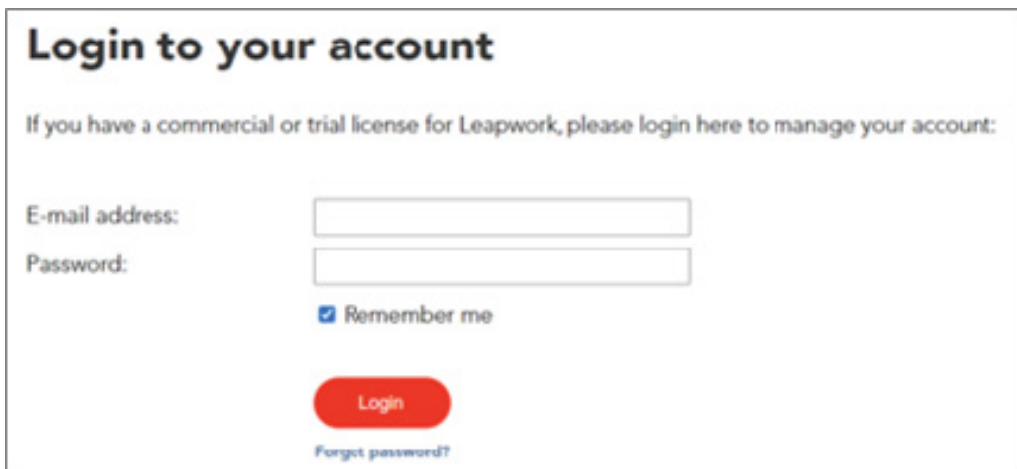 Login to your account
If you have a commercial or trial license for Leapwork, please login here to manage your account:
E-mail address:
Password:
Remember me
Login
Forgot password?